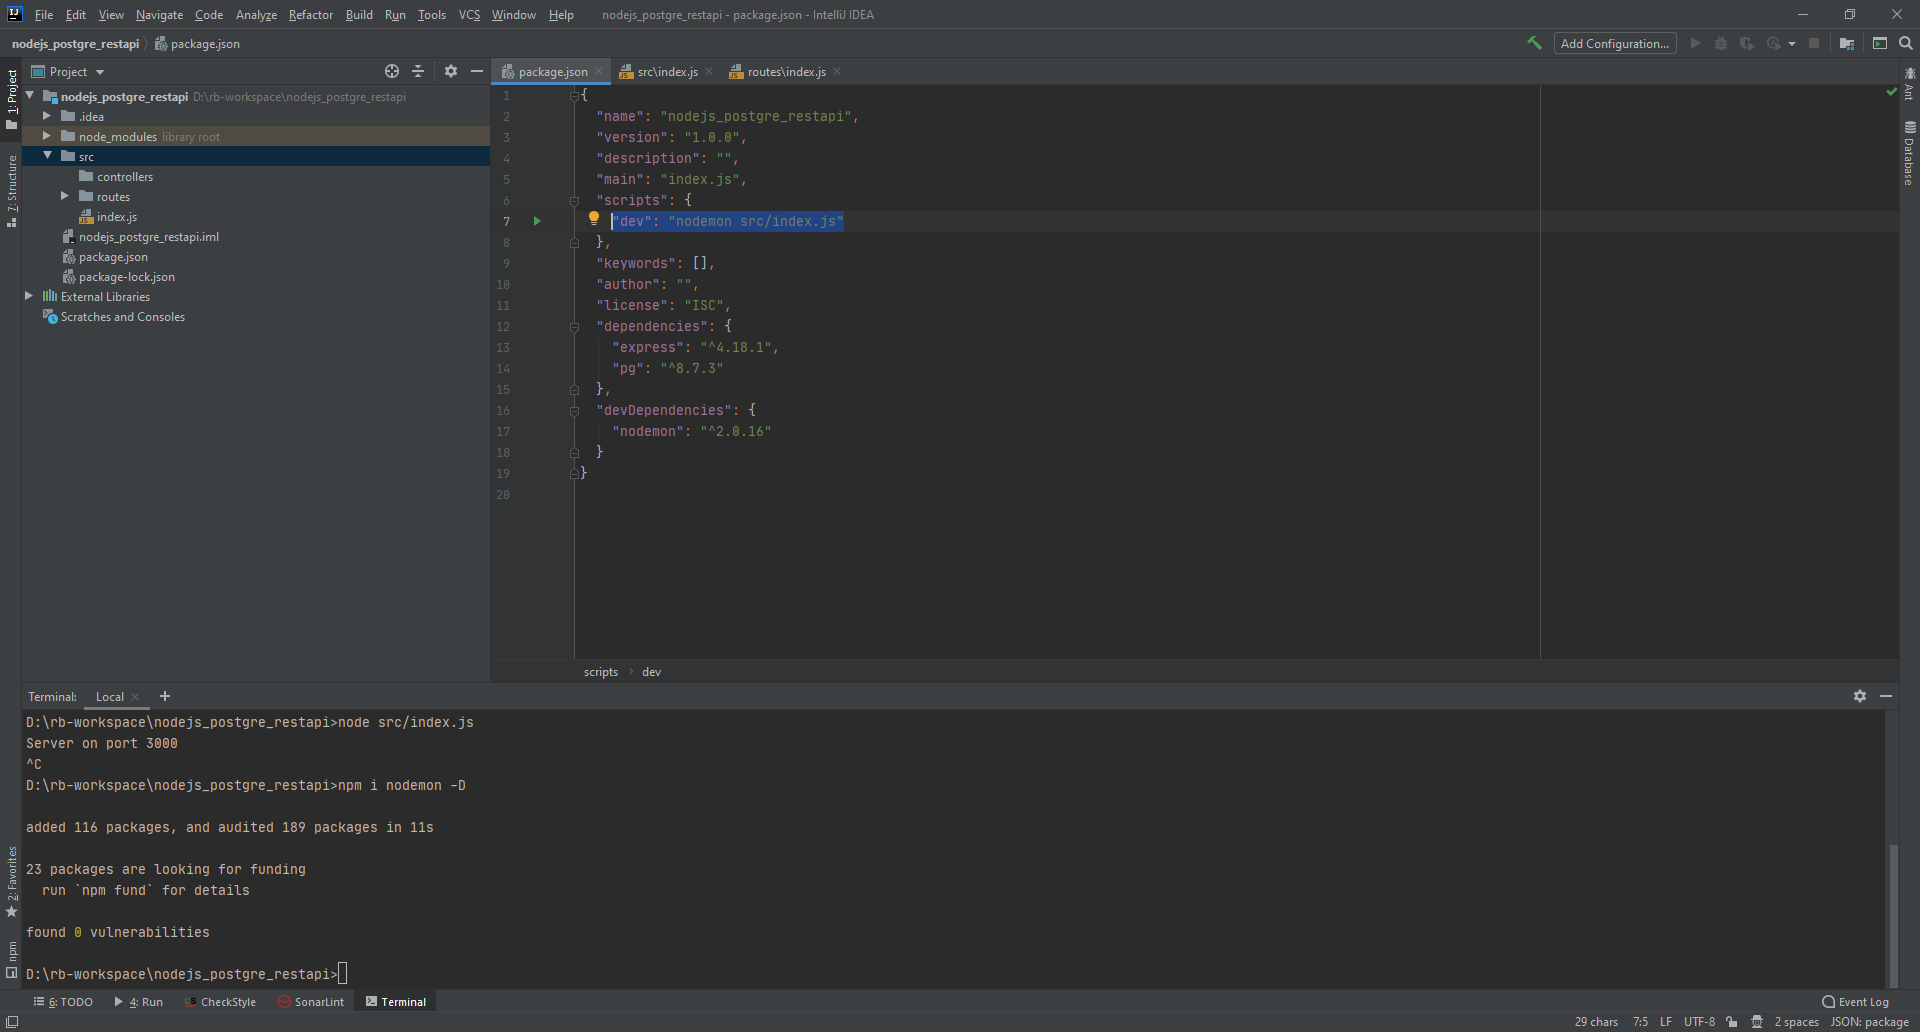 File Edit View Navigate Code Analyze Refactor Build Run Tools VCS Window Help nodejs_postgre_restapi - package.json - IntelliJ IDEA
nodejs_postgre_restapi package.json Add Configuration...
1: Project
7: Structure
2: Favorites
npm
Project
nodejs_postgre_restapi D:\rb-workspace\nodejs_postgre_restapi
.idea
node_modules library root
src
controllers
routes
index.js
nodejs_postgre_restapi.iml
package.json
package-lock.json
External Libraries
Scratches and Consoles
package.json src\index.js routes\index.js
1 {
2 "name": "nodejs_postgre_restapi",
3 "version": "1.0.0",
4 "description": "",
5 "main": "index.js",
6 "scripts": {
7 "dev": "nodemon src/index.js"
8 },
9 "keywords": [],
10 "author": "",
11 "license": "ISC",
12 "dependencies": {
13 "express": "^4.18.1",
14 "pg": "^8.7.3"
15 },
16 "devDependencies": {
17 "nodemon": "^2.0.16"
18 }
19 }
20
scripts dev
Ant
Database
Terminal: Local
D:\rb-workspace\nodejs_postgre_restapi>node src/index.js
Server on port 3000
^C
D:\rb-workspace\nodejs_postgre_restapi>npm i nodemon -D
added 116 packages, and audited 189 packages in 11s
23 packages are looking for funding
run `npm fund` for details
found 0 vulnerabilities
D:\rb-workspace\nodejs_postgre_restapi>
6: TODO 4: Run CheckStyle SonarLint Terminal Event Log
29 chars 7:5 LF UTF-8 2 spaces JSON: package